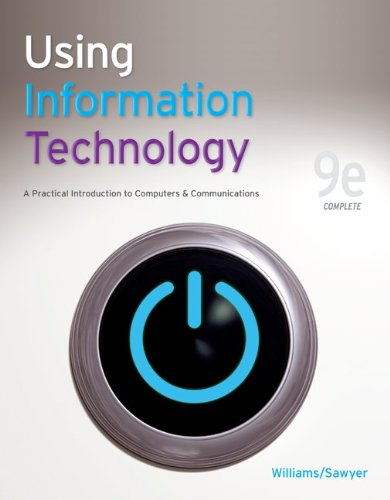 Using
Information
Technology
A Practical Introduction to Computers & Communications
9e
COMPLETE
Williams/Sawyer